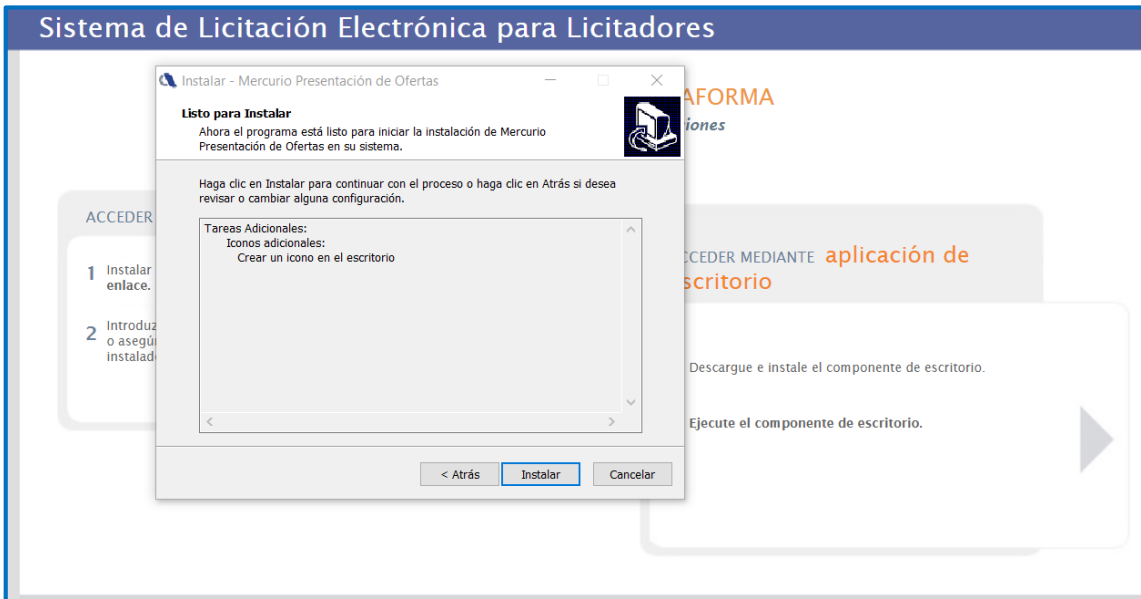 Sistema de Licitación Electrónica para Licitadores
Instalar - Mercurio Presentación de Ofertas
Listo para Instalar
Ahora el programa está listo para iniciar la instalación de Mercurio
Presentación de Ofertas en su sistema.
Haga clic en Instalar para continuar con el proceso o haga clic en Atrás si desea
revisar o cambiar alguna configuración.
Tareas Adicionales:
Iconos adicionales:
Crear un icono en el escritorio
< Atrás
Instalar
Cancelar
AFORMA
iones
ACCEDER
1 Instalar
enlace.
2 Introduz
o asegú
instalad
CCEDER MEDIANTE aplicación de
scritorio
Descargue e instale el componente de escritorio.
Ejecute el componente de escritorio.